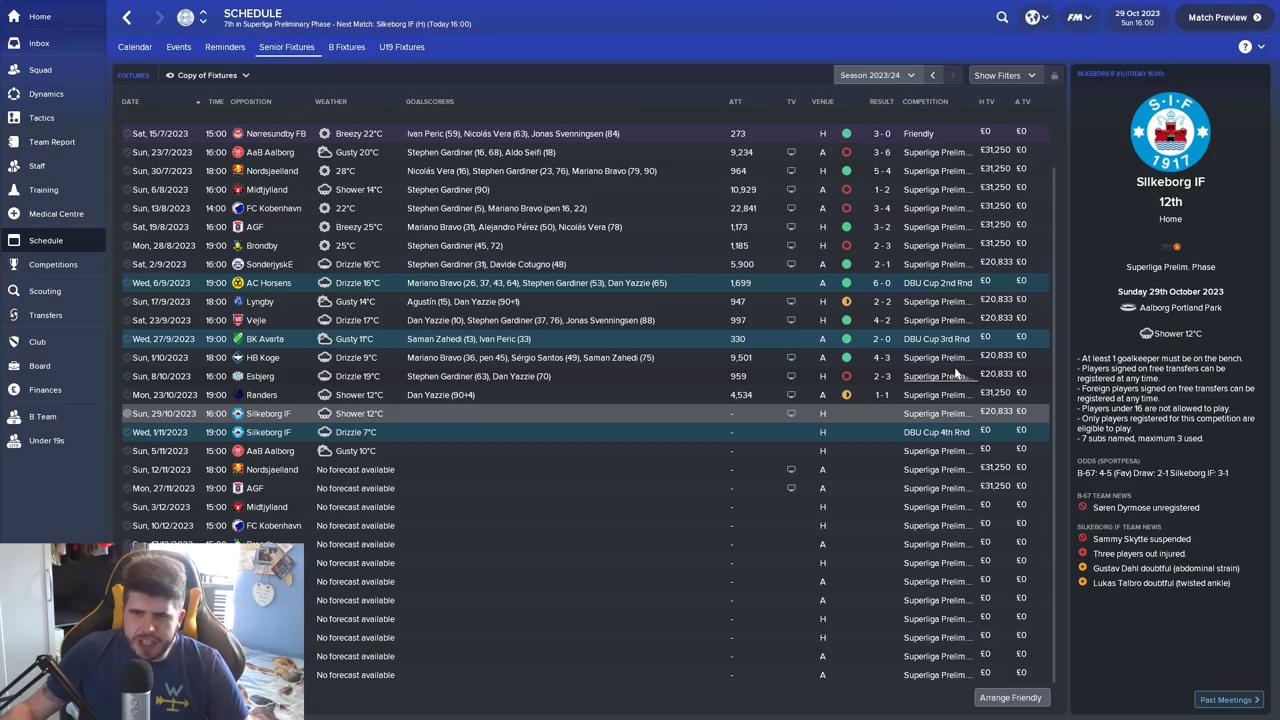 Home
Inbox
Squad
Dynamics
Tactics
Team Report
Staff
Training
Medical Centre
Schedule
Competitions
Scouting
Transfers
Club
Board
Finances
B Team
Under 19s
SCHEDULE
7th in Superliga Preliminary Phase - Next Match: Silkeborg IF (H) (Today 16:00)
FM
29 Oct 2023
Sun 16:00
Match Preview
Calendar Events Reminders Senior Fixtures B Fixtures U19 Fixtures
?
FIXTURES Copy of Fixtures Season 2023/24 Show Filters
DATE TIME OPPOSITION WEATHER GOALSCORERS ATT TV VENUE RESULT COMPETITION H TV A TV
Sat, 15/7/2023 15:00 Nørresundby FB Breezy 22°C Ivan Peric (59), Nicolás Vera (63), Jonas Svenningsen (84) 273 H 3 - 0 Friendly £0 £0
Sun, 23/7/2023 16:00 AaB Aalborg Gusty 20°C Stephen Gardiner (16, 68), Aldo Seifi (18) 9,234 A 3 - 6 Superliga Prelim.... £31,250 £0
Sun, 30/7/2023 18:00 Nordsjaelland 28°C Nicolás Vera (16), Stephen Gardiner (23, 76), Mariano Bravo (79, 90) 964 H 5 - 4 Superliga Prelim.... £31,250 £0
Sun, 6/8/2023 16:00 Midtjylland Shower 14°C Stephen Gardiner (90) 10,929 A 1 - 2 Superliga Prelim.... £31,250 £0
Sun, 13/8/2023 14:00 FC Kobenhavn 22°C Stephen Gardiner (5), Mariano Bravo (pen 16, 22) 22,841 A 3 - 4 Superliga Prelim.... £31,250 £0
Sat, 19/8/2023 16:00 AGF Breezy 25°C Mariano Bravo (31), Alejandro Pérez (50), Nicolás Vera (78) 1,173 H 3 - 2 Superliga Prelim.... £31,250 £0
Mon, 28/8/2023 19:00 Brondby 25°C Stephen Gardiner (45, 72) 1,185 H 2 - 3 Superliga Prelim.... £31,250 £0
Sat, 2/9/2023 16:00 SonderjyskE Drizzle 16°C Stephen Gardiner (31), Davide Cotugno (48) 5,900 A 2 - 1 Superliga Prelim.... £20,833 £0
Wed, 6/9/2023 19:00 AC Horsens Drizzle 16°C Mariano Bravo (26, 37, 43, 64), Stephen Gardiner (53), Dan Yazzie (65) 1,699 H 6 - 0 DBU Cup 2nd Rnd £0 £0
Sun, 17/9/2023 18:00 Lyngby Gusty 14°C Agustín (15), Dan Yazzie (90+1) 947 H 2 - 2 Superliga Prelim.... £20,833 £0
Sat, 23/9/2023 16:00 Vejle Drizzle 17°C Dan Yazzie (10), Stephen Gardiner (37, 76), Jonas Svenningsen (88) 997 H 4 - 2 Superliga Prelim.... £20,833 £0
Wed, 27/9/2023 19:00 BK Avarta Gusty 11°C Saman Zahedi (13), Ivan Peric (33) 330 A 2 - 0 DBU Cup 3rd Rnd £0 £0
Sun, 1/10/2023 18:00 HB Koge Drizzle 9°C Mariano Bravo (36, pen 45), Sérgio Santos (49), Saman Zahedi (75) 9,501 A 4 - 3 Superliga Prelim.... £20,833 £0
Sun, 8/10/2023 16:00 Esbjerg Drizzle 19°C Stephen Gardiner (63), Dan Yazzie (70) 959 H 2 - 3 Superliga Prelim.... £20,833 £0
Mon, 23/10/2023 19:00 Randers Shower 12°C Dan Yazzie (90+4) 4,534 A 1 - 1 Superliga Prelim.... £31,250 £0
Sun, 29/10/2023 16:00 Silkeborg IF Shower 12°C - H Superliga Prelim.... £20,833 £0
Wed, 1/11/2023 19:00 Silkeborg IF Drizzle 7°C - H DBU Cup 4th Rnd £0 £0
Sun, 5/11/2023 15:00 AaB Aalborg Gusty 10°C - H Superliga Prelim.... £0 £0
Sun, 12/11/2023 18:00 Nordsjaelland No forecast available - A Superliga Prelim.... £31,250 £0
Mon, 27/11/2023 19:00 AGF No forecast available - A Superliga Prelim.... £31,250 £0
Sun, 3/12/2023 15:00 Midtjylland No forecast available - H Superliga Prelim.... £0 £0
Sun, 10/12/2023 15:00 FC Kobenhavn No forecast available - H Superliga Prelim.... £0 £0
No forecast available - A Superliga Prelim.... £0 £0
No forecast available - H Superliga Prelim.... £0 £0
No forecast available - A Superliga Prelim.... £0 £0
No forecast available - A Superliga Prelim.... £0 £0
No forecast available - H Superliga Prelim.... £0 £0
No forecast available - H Superliga Prelim.... £0 £0
No forecast available - A Superliga Prelim.... £0 £0
No forecast available - H Superliga Prelim.... £0 £0
Arrange Friendly
SILKEBORG IF (H) (TODAY 16:00)
S.I.F
1917
Silkeborg IF
12th
Home
Superliga Prelim. Phase
Sunday 29th October 2023
Aalborg Portland Park
Shower 12°C
- At least 1 goalkeeper must be on the bench.
- Players signed on free transfers can be
registered at any time.
- Foreign players signed on free transfers can be
registered at any time.
- Players under 16 are not allowed to play.
- Only players registered for this competition are
eligible to play.
- 7 subs named, maximum 3 used.
ODDS (SPORTPESA)
B-67: 4-5 (Fav) Draw: 2-1 Silkeborg IF: 3-1
B-67 TEAM NEWS
Søren Dyrmose unregistered
SILKEBORG IF TEAM NEWS
Sammy Skytte suspended
Three players out injured.
Gustav Dahl doubtful (abdominal strain)
Lukas Talbro doubtful (twisted ankle)
Past Meetings